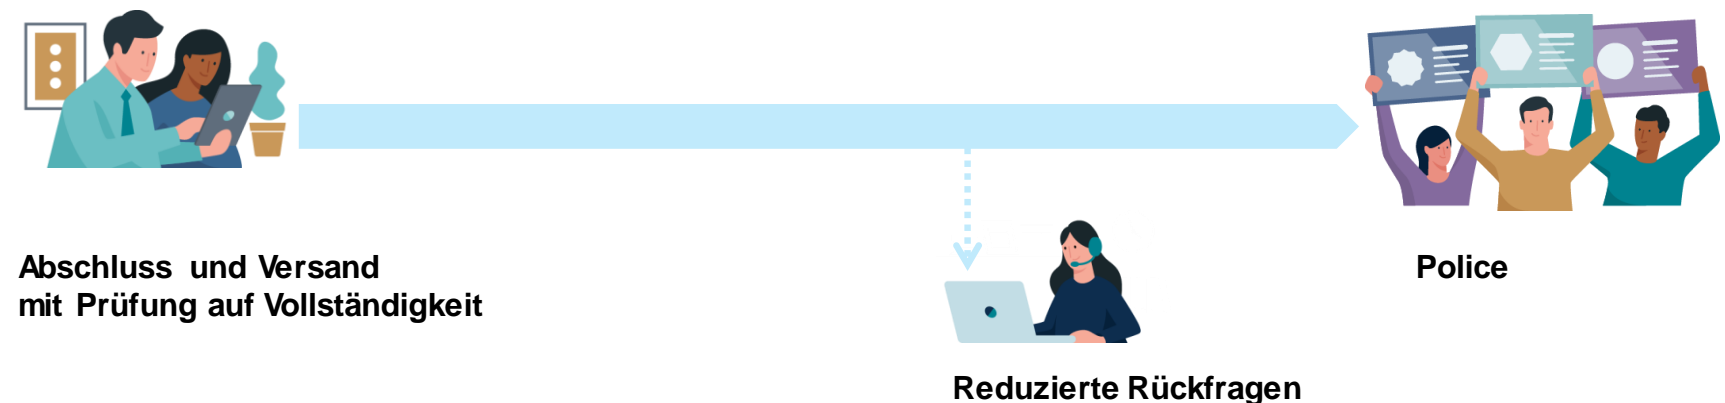 Abschluss und Versand
mit Prüfung auf Vollständigkeit
Police
Reduzierte Rückfragen